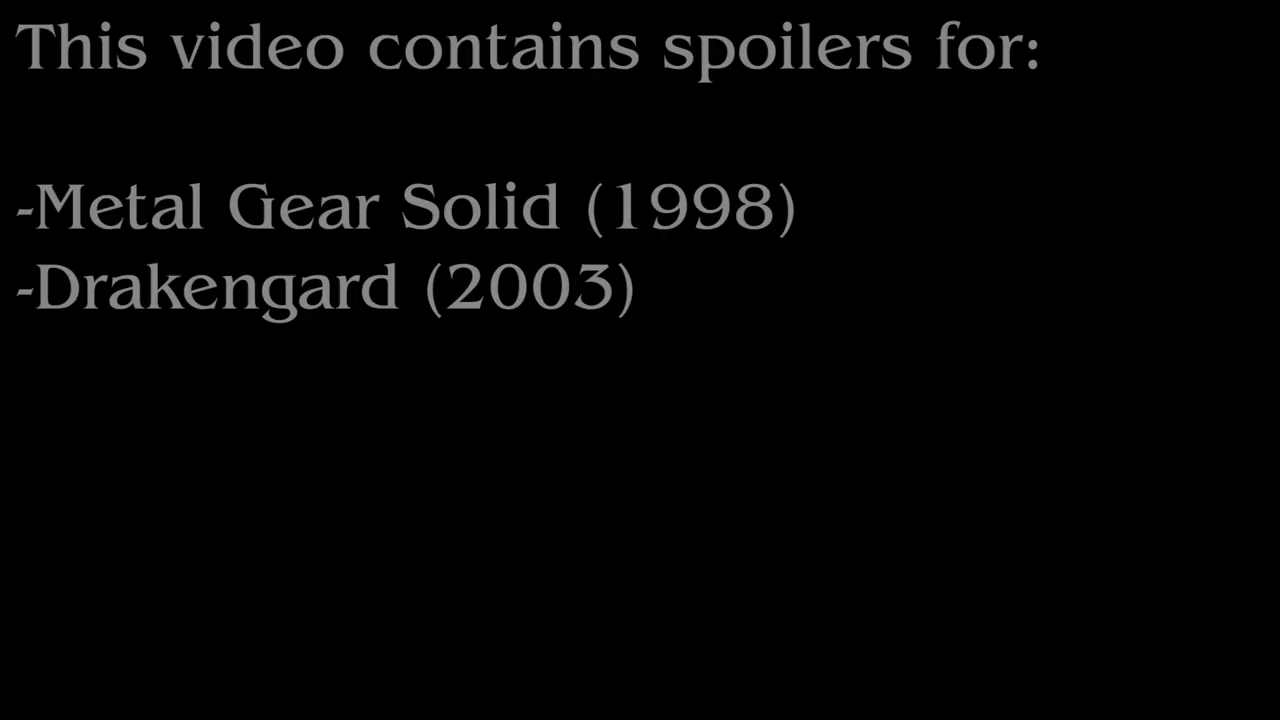 This video contains spoilers for:
-Metal Gear Solid (1998)
-Drakengard (2003)